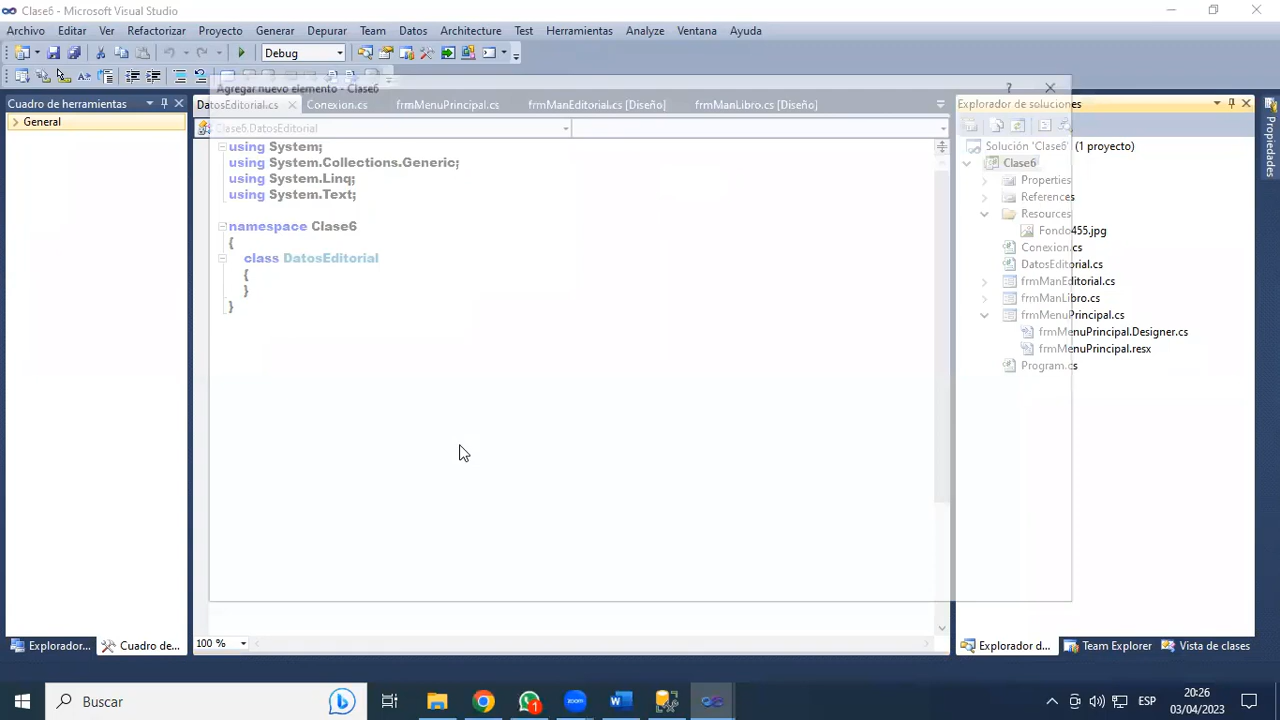 Clase6 - Microsoft Visual Studio
Archivo Editar Ver Refactorizar Proyecto Generar Depurar Team Datos Architecture Test Herramientas Analyze Ventana Ayuda
Debug
Agregar nuevo elemento - Clase6
Cuadro de herramientas
General
DatosEditorial.cs Conexion.cs frmMenuPrincipal.cs frmManEditorial.cs [Diseño] frmManLibro.cs [Diseño]
Clase6.DatosEditorial
using System;
using System.Collections.Generic;
using System.Linq;
using System.Text;
namespace Clase6
{
class DatosEditorial
{
}
}
100 %
Explorador de soluciones
Solución 'Clase6' (1 proyecto)
Clase6
Properties
References
Resources
Fondo455.jpg
Conexion.cs
DatosEditorial.cs
frmManEditorial.cs
frmManLibro.cs
frmMenuPrincipal.cs
frmMenuPrincipal.Designer.cs
frmMenuPrincipal.resx
Program.cs
Propiedades
Explorador... Cuadro de...
Explorador d... Team Explorer Vista de clases
Buscar
1
zoom
ESP
20:26
03/04/2023